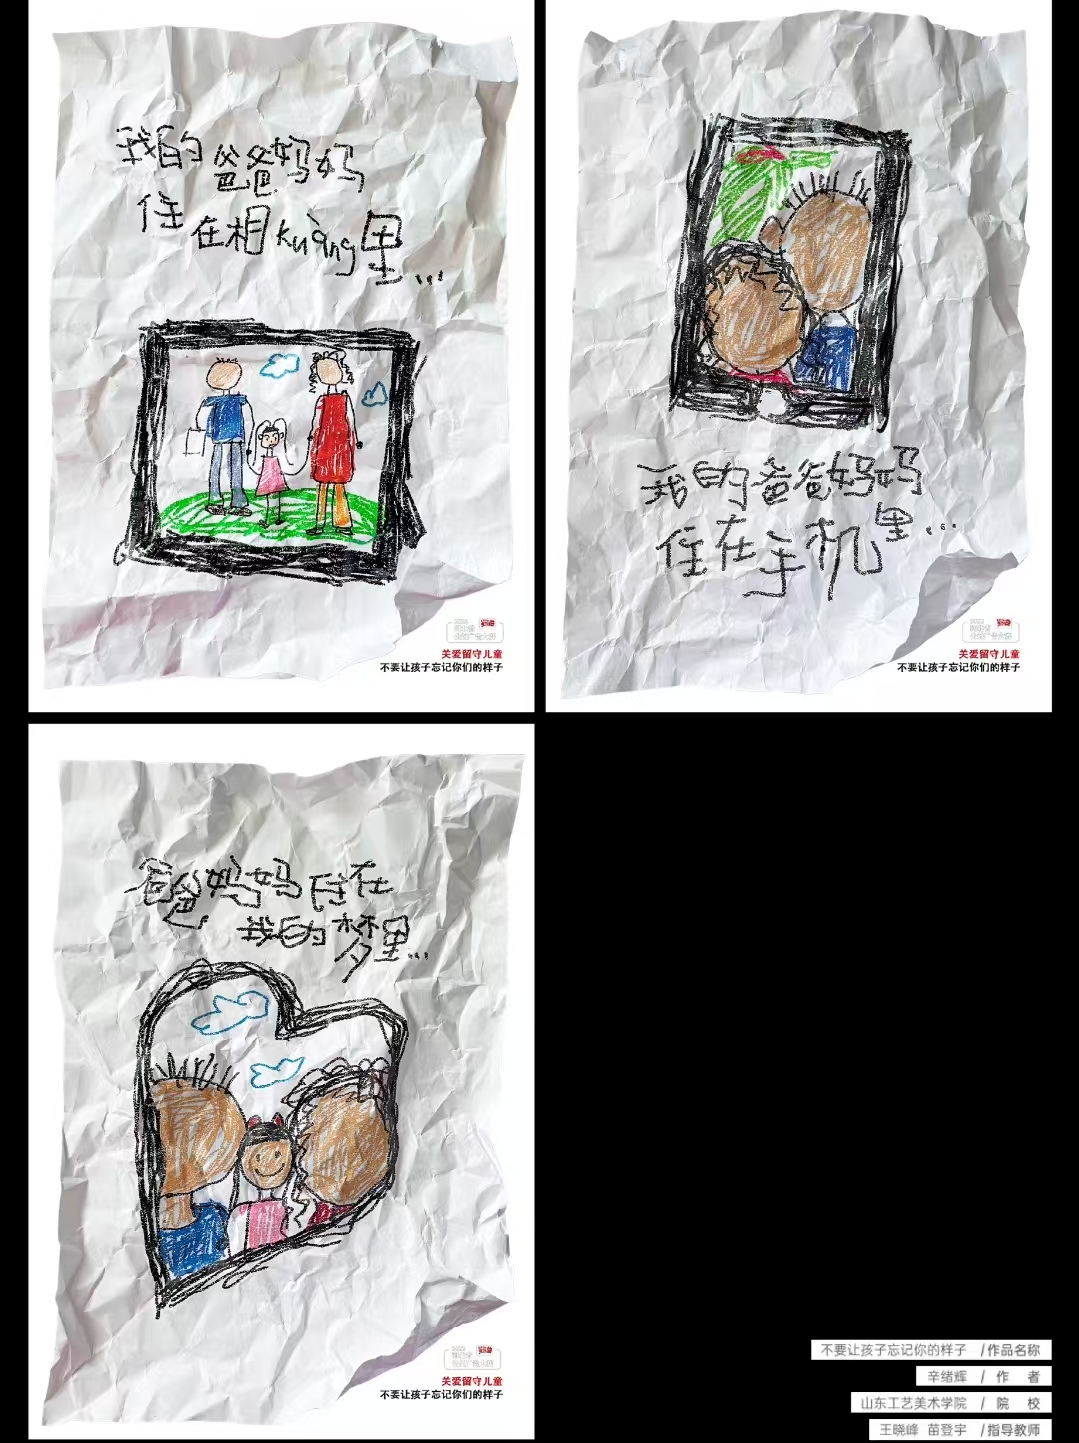 我的爸爸妈妈
住在相kuàng里...
关爱留守儿童
不要让孩子忘记你们的样子
我的爸爸妈妈
住在手机里...
关爱留守儿童
不要让孩子忘记你们的样子
爸爸妈妈住在
我的梦里...
关爱留守儿童
不要让孩子忘记你们的样子
不要让孩子忘记你的样子 /作品名称
辛绪辉 / 作 者
山东工艺美术学院 / 院 校
王晓峰 苗登宇 /指导教师